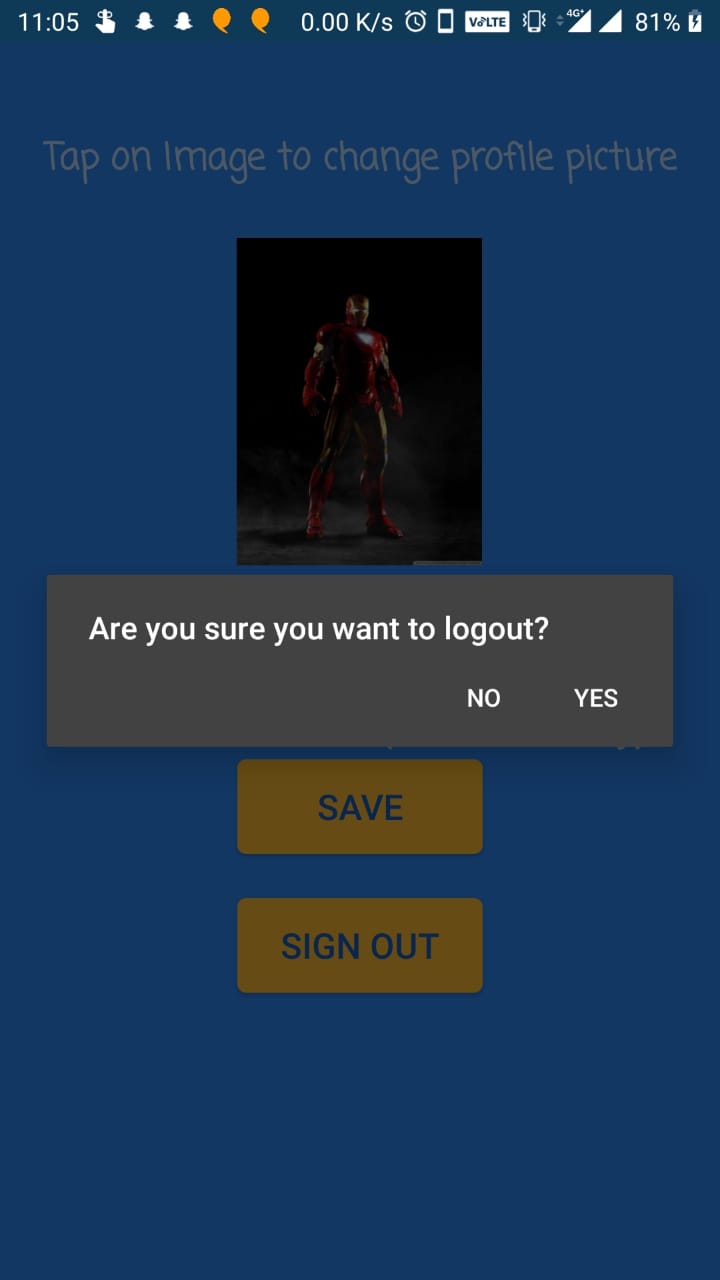 11:05 0.00 K/s VoLTE 4G+ 81%
Tap on Image to change profile picture
Are you sure you want to logout?
NO YES
SAVE
SIGN OUT